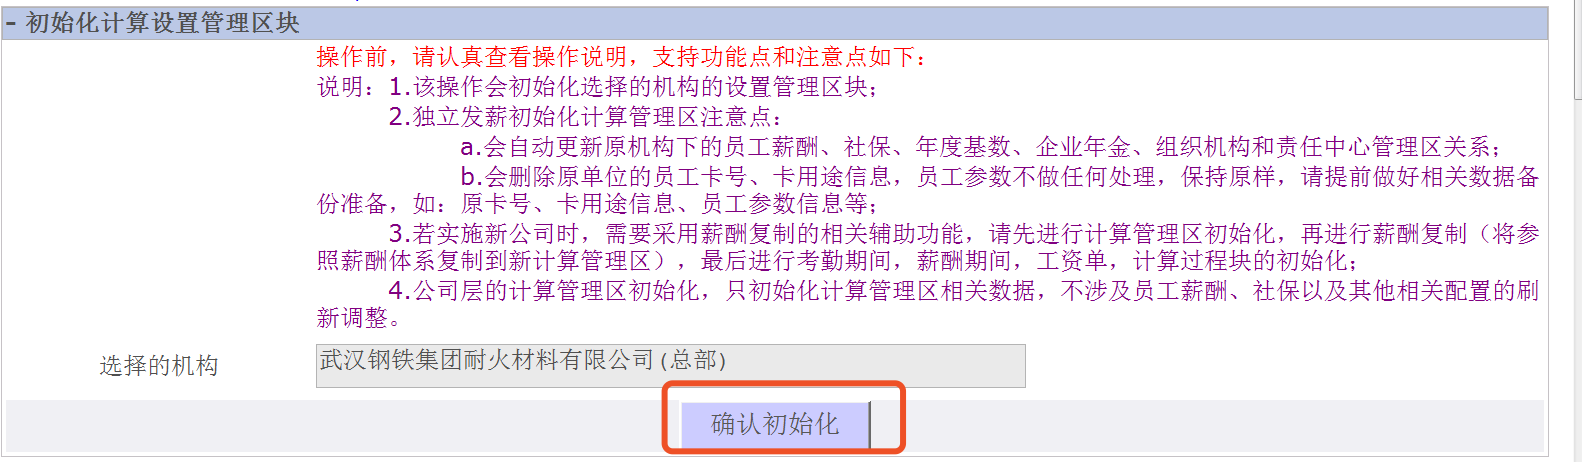 - 初始化计算设置管理区块
操作前，请认真查看操作说明，支持功能点和注意点如下：
说明：1.该操作会初始化选择的机构的设置管理区块；
2.独立发薪初始化计算管理区注意点：
a.会自动更新原机构下的员工薪酬、社保、年度基数、企业年金、组织机构和责任中心管理区关系；
b.会删除原单位的员工卡号、卡用途信息，员工参数不做任何处理，保持原样，请提前做好相关数据备
份准备，如：原卡号、卡用途信息、员工参数信息等；
3.若实施新公司时，需要采用薪酬复制的相关辅助功能，请先进行计算管理区初始化，再进行薪酬复制（将参
照薪酬体系复制到新计算管理区），最后进行考勤期间，薪酬期间，工资单，计算过程块的初始化；
4.公司层的计算管理区初始化，只初始化计算管理区相关数据，不涉及员工薪酬、社保以及其他相关配置的刷
新调整。
选择的机构 武汉钢铁集团耐火材料有限公司(总部)
确认初始化